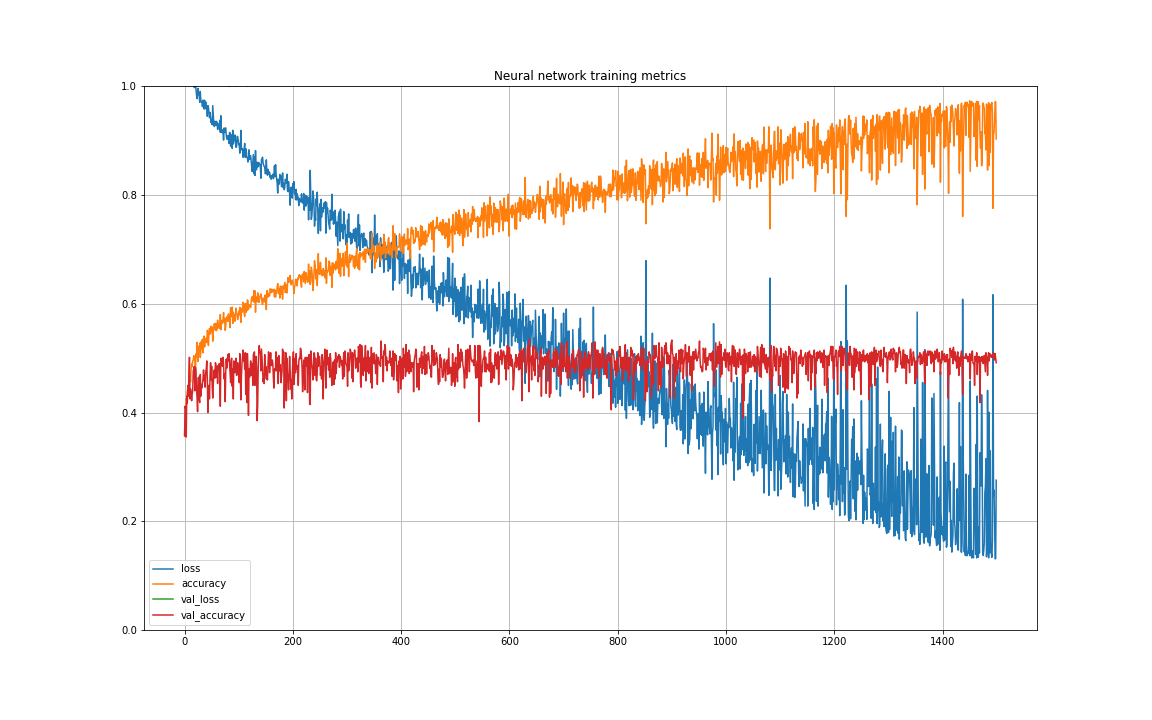 Neural network training metrics
1.0
0.8
0.6
0.4
0.2
0.0
loss
accuracy
val_loss
val_accuracy
0 200 400 600 800 1000 1200 1400